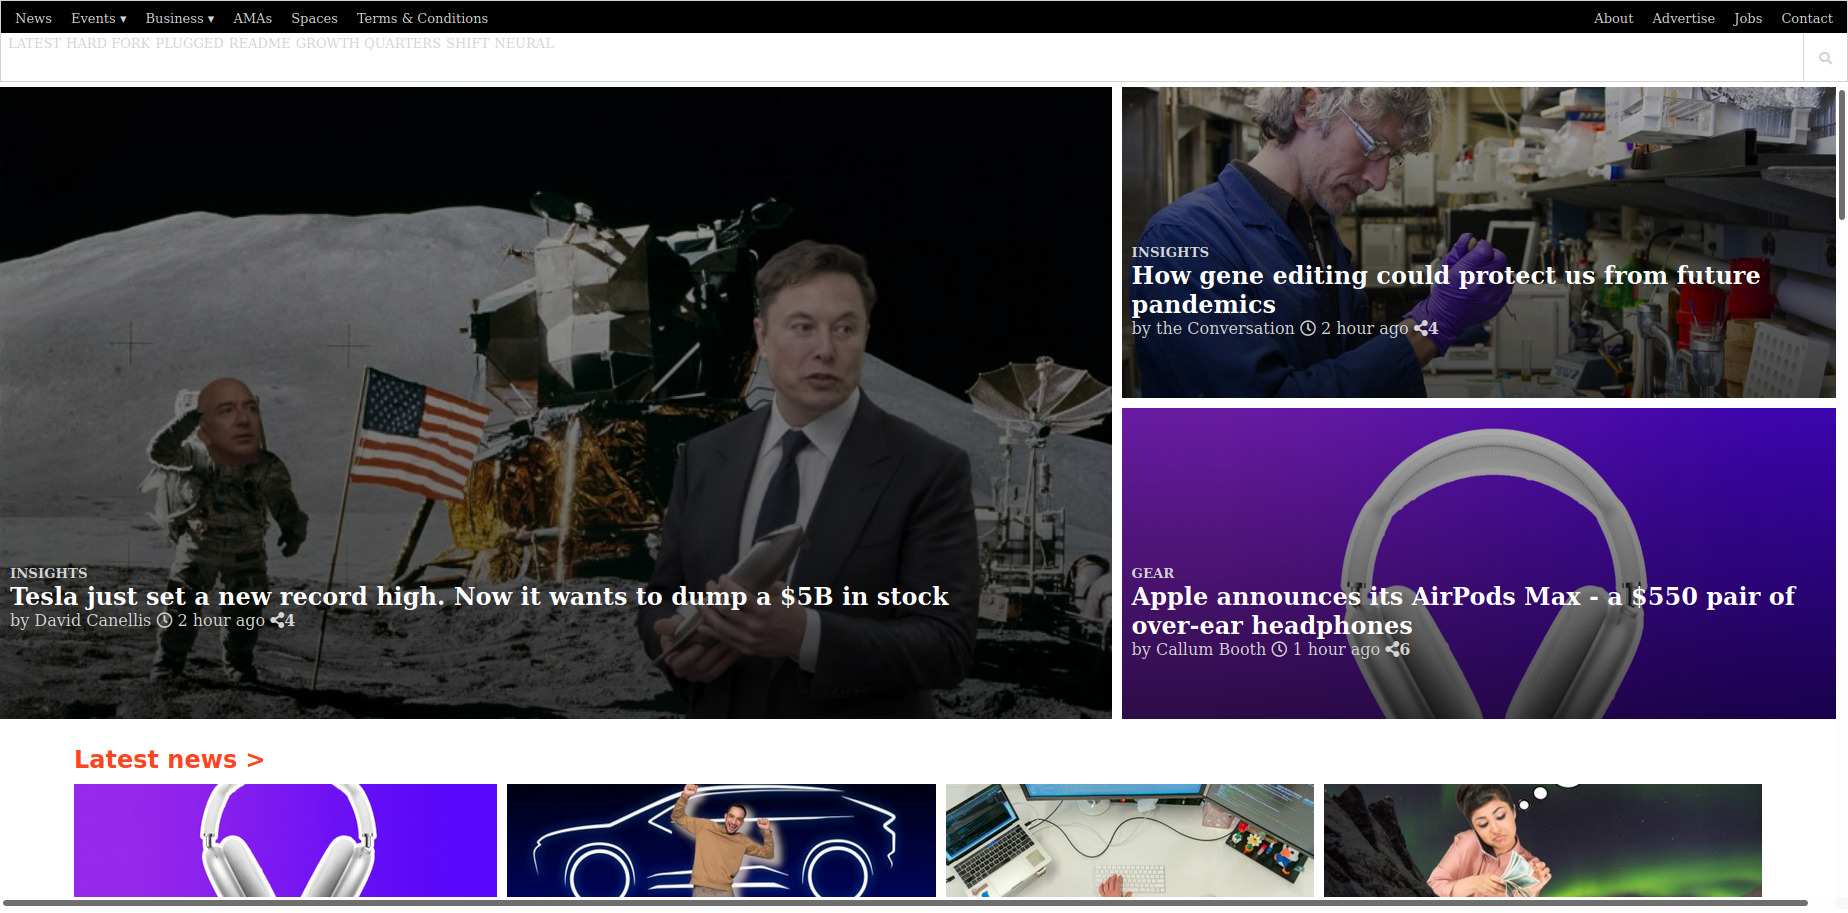 News Events ▾ Business ▾ AMAs Spaces Terms & Conditions About Advertise Jobs Contact
LATEST HARD FORK PLUGGED README GROWTH QUARTERS SHIFT NEURAL
INSIGHTS
Tesla just set a new record high. Now it wants to dump a $5B in stock
by David Canellis 2 hour ago 4
INSIGHTS
How gene editing could protect us from future
pandemics
by the Conversation 2 hour ago 4
GEAR
Apple announces its AirPods Max - a $550 pair of
over-ear headphones
by Callum Booth 1 hour ago 6
Latest news >